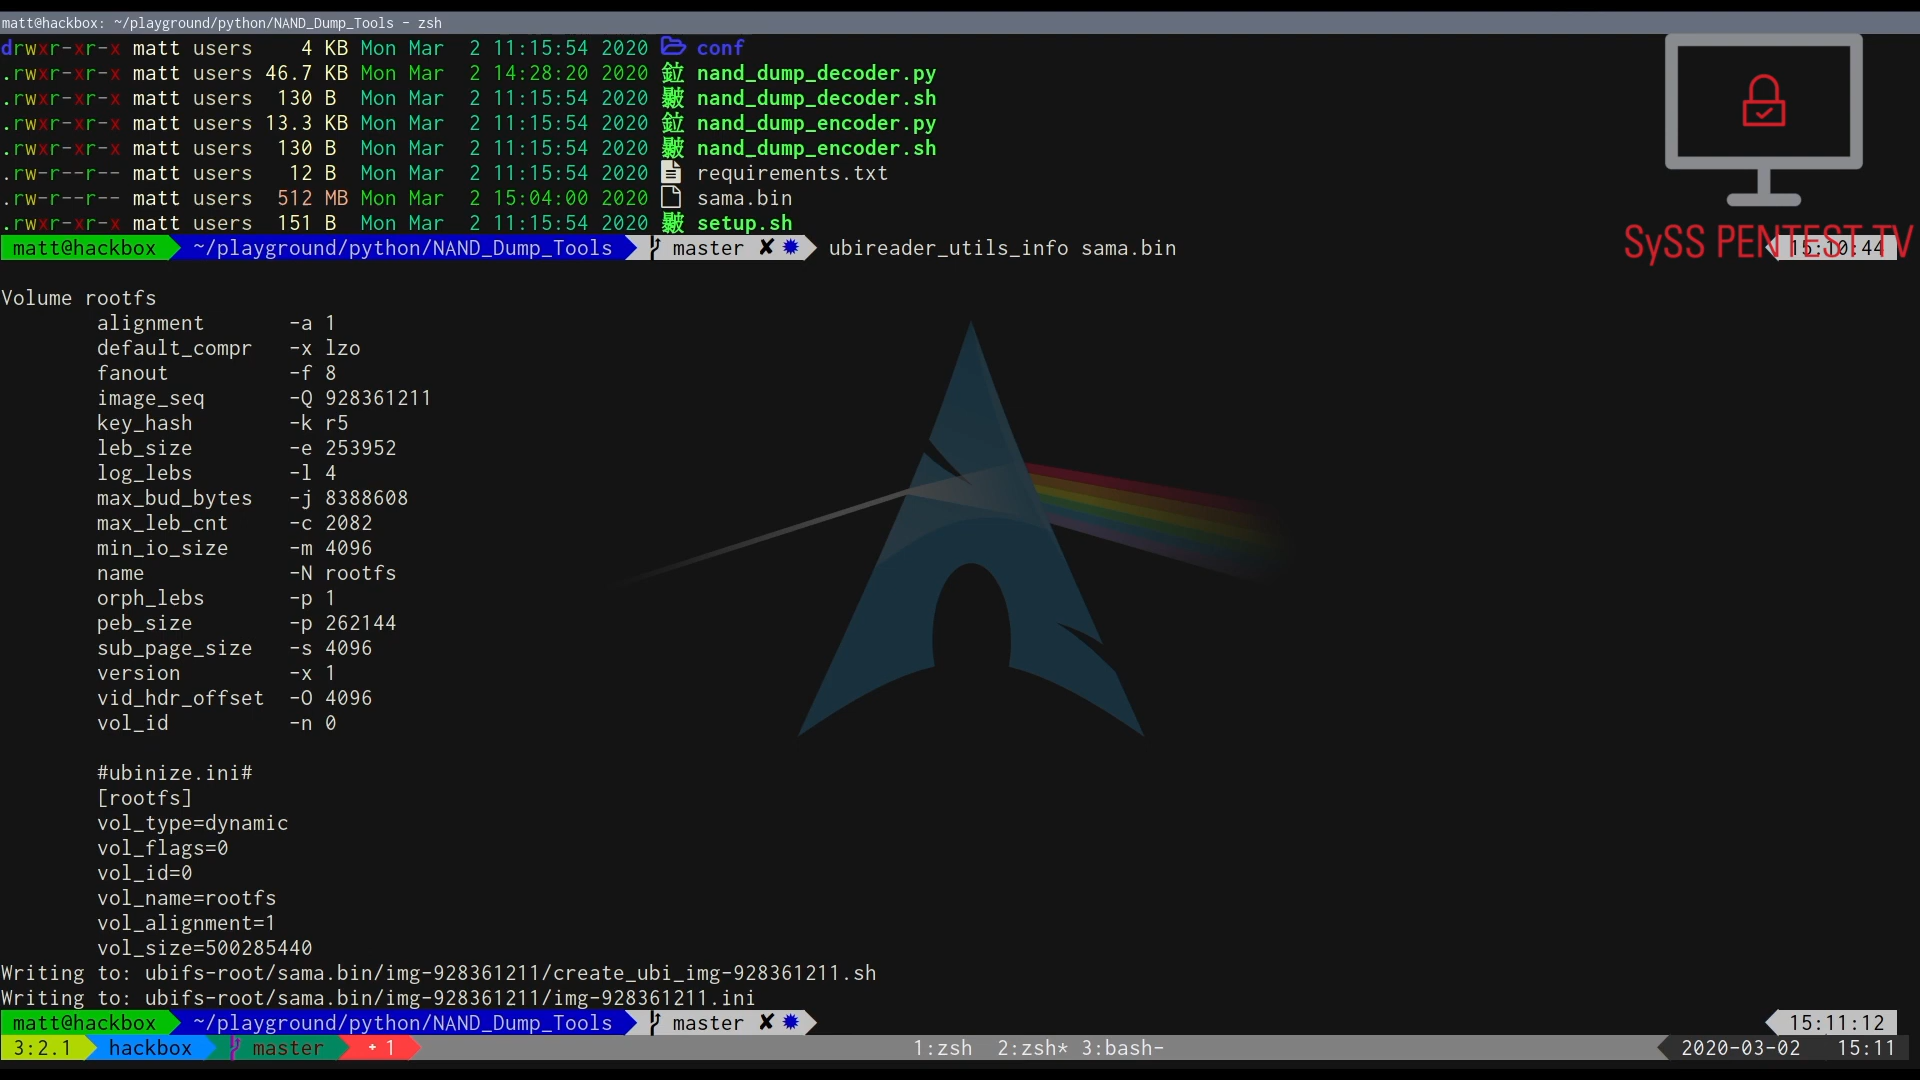 matt@hackbox: ~/playground/python/NAND_Dump_Tools - zsh
drwxr-xr-x matt users    4 KB Mon Mar  2 11:15:54 2020 conf
.rwxr-xr-x matt users 46.7 KB Mon Mar  2 14:28:20 2020 nand_dump_decoder.py
.rwxr-xr-x matt users  130 B  Mon Mar  2 11:15:54 2020 nand_dump_decoder.sh
.rwxr-xr-x matt users 13.3 KB Mon Mar  2 11:15:54 2020 nand_dump_encoder.py
.rwxr-xr-x matt users  130 B  Mon Mar  2 11:15:54 2020 nand_dump_encoder.sh
.rw-r--r-- matt users   12 B  Mon Mar  2 11:15:54 2020 requirements.txt
.rw-r--r-- matt users  512 MB Mon Mar  2 15:04:00 2020 sama.bin
.rwxr-xr-x matt users  151 B  Mon Mar  2 11:15:54 2020 setup.sh
SySS PENTEST TV
matt@hackbox ~/playground/python/NAND_Dump_Tools master ✘ ✹ ubireader_utils_info sama.bin 15:10:44
Volume rootfs
alignment -a 1
default_compr -x lzo
fanout -f 8
image_seq -Q 928361211
key_hash -k r5
leb_size -e 253952
log_lebs -l 4
max_bud_bytes -j 8388608
max_leb_cnt -c 2082
min_io_size -m 4096
name -N rootfs
orph_lebs -p 1
peb_size -p 262144
sub_page_size -s 4096
version -x 1
vid_hdr_offset -O 4096
vol_id -n 0
#ubinize.ini#
[rootfs]
vol_type=dynamic
vol_flags=0
vol_id=0
vol_name=rootfs
vol_alignment=1
vol_size=500285440
Writing to: ubifs-root/sama.bin/img-928361211/create_ubi_img-928361211.sh
Writing to: ubifs-root/sama.bin/img-928361211/img-928361211.ini
matt@hackbox ~/playground/python/NAND_Dump_Tools master ✘ ✹ 15:11:12
3:2.1 hackbox master + 1 1:zsh 2:zsh* 3:bash- 2020-03-02 15:11